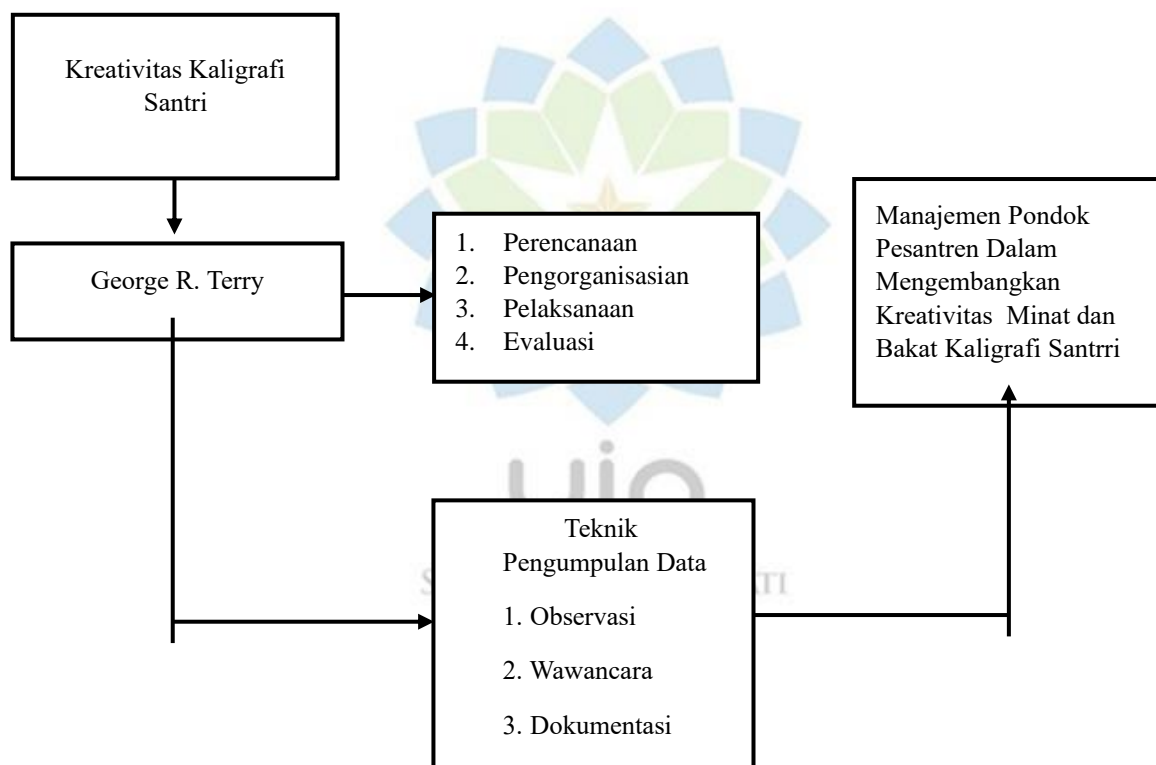 Kreativitas Kaligrafi
Santri
George R. Terry
1. Perencanaan
2. Pengorganisasian
3. Pelaksanaan
4. Evaluasi
Manajemen Pondok
Pesantren Dalam
Mengembangkan
Kreativitas Minat dan
Bakat Kaligrafi Santrri
uin
Teknik
Pengumpulan Data
1. Observasi
2. Wawancara
3. Dokumentasi